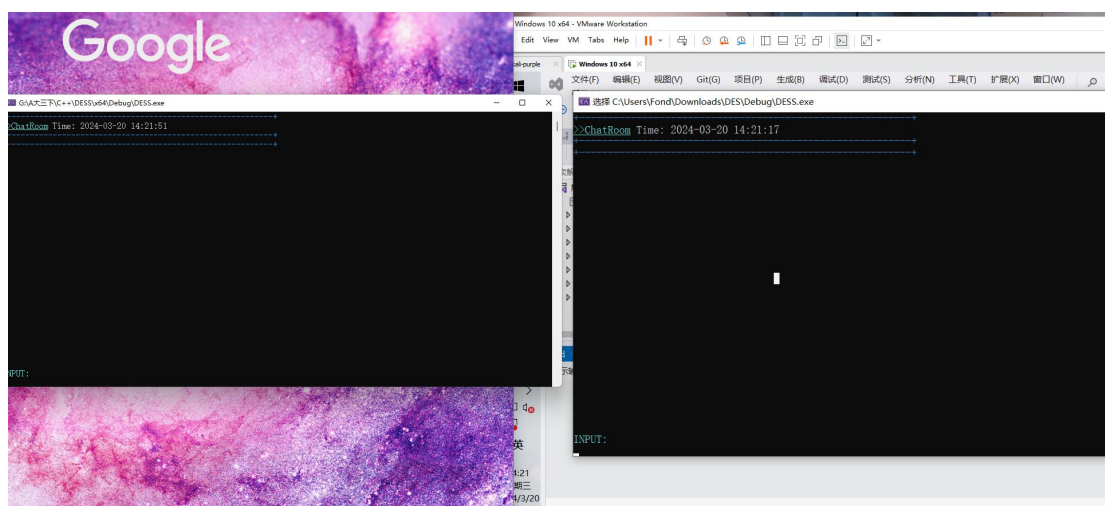 Google
Windows 10 x64 - VMware Workstation
Edit View VM Tabs Help
ali-purple
Windows 10 x64
文件(F) 编辑(E) 视图(V) Git(G) 项目(P) 生成(B) 调试(D) 测试(S) 分析(N) 工具(T) 扩展(X) 窗口(W)
G:\A大三下\C++\DESS\x64\Debug\DESS.exe
>ChatRoom Time: 2024-03-20 14:21:51
NPUT:
选择 C:\Users\Fond\Downloads\DES\Debug\DESS.exe
>>ChatRoom Time: 2024-03-20 14:21:17
INPUT:
英
4:21
期三
4/3/20